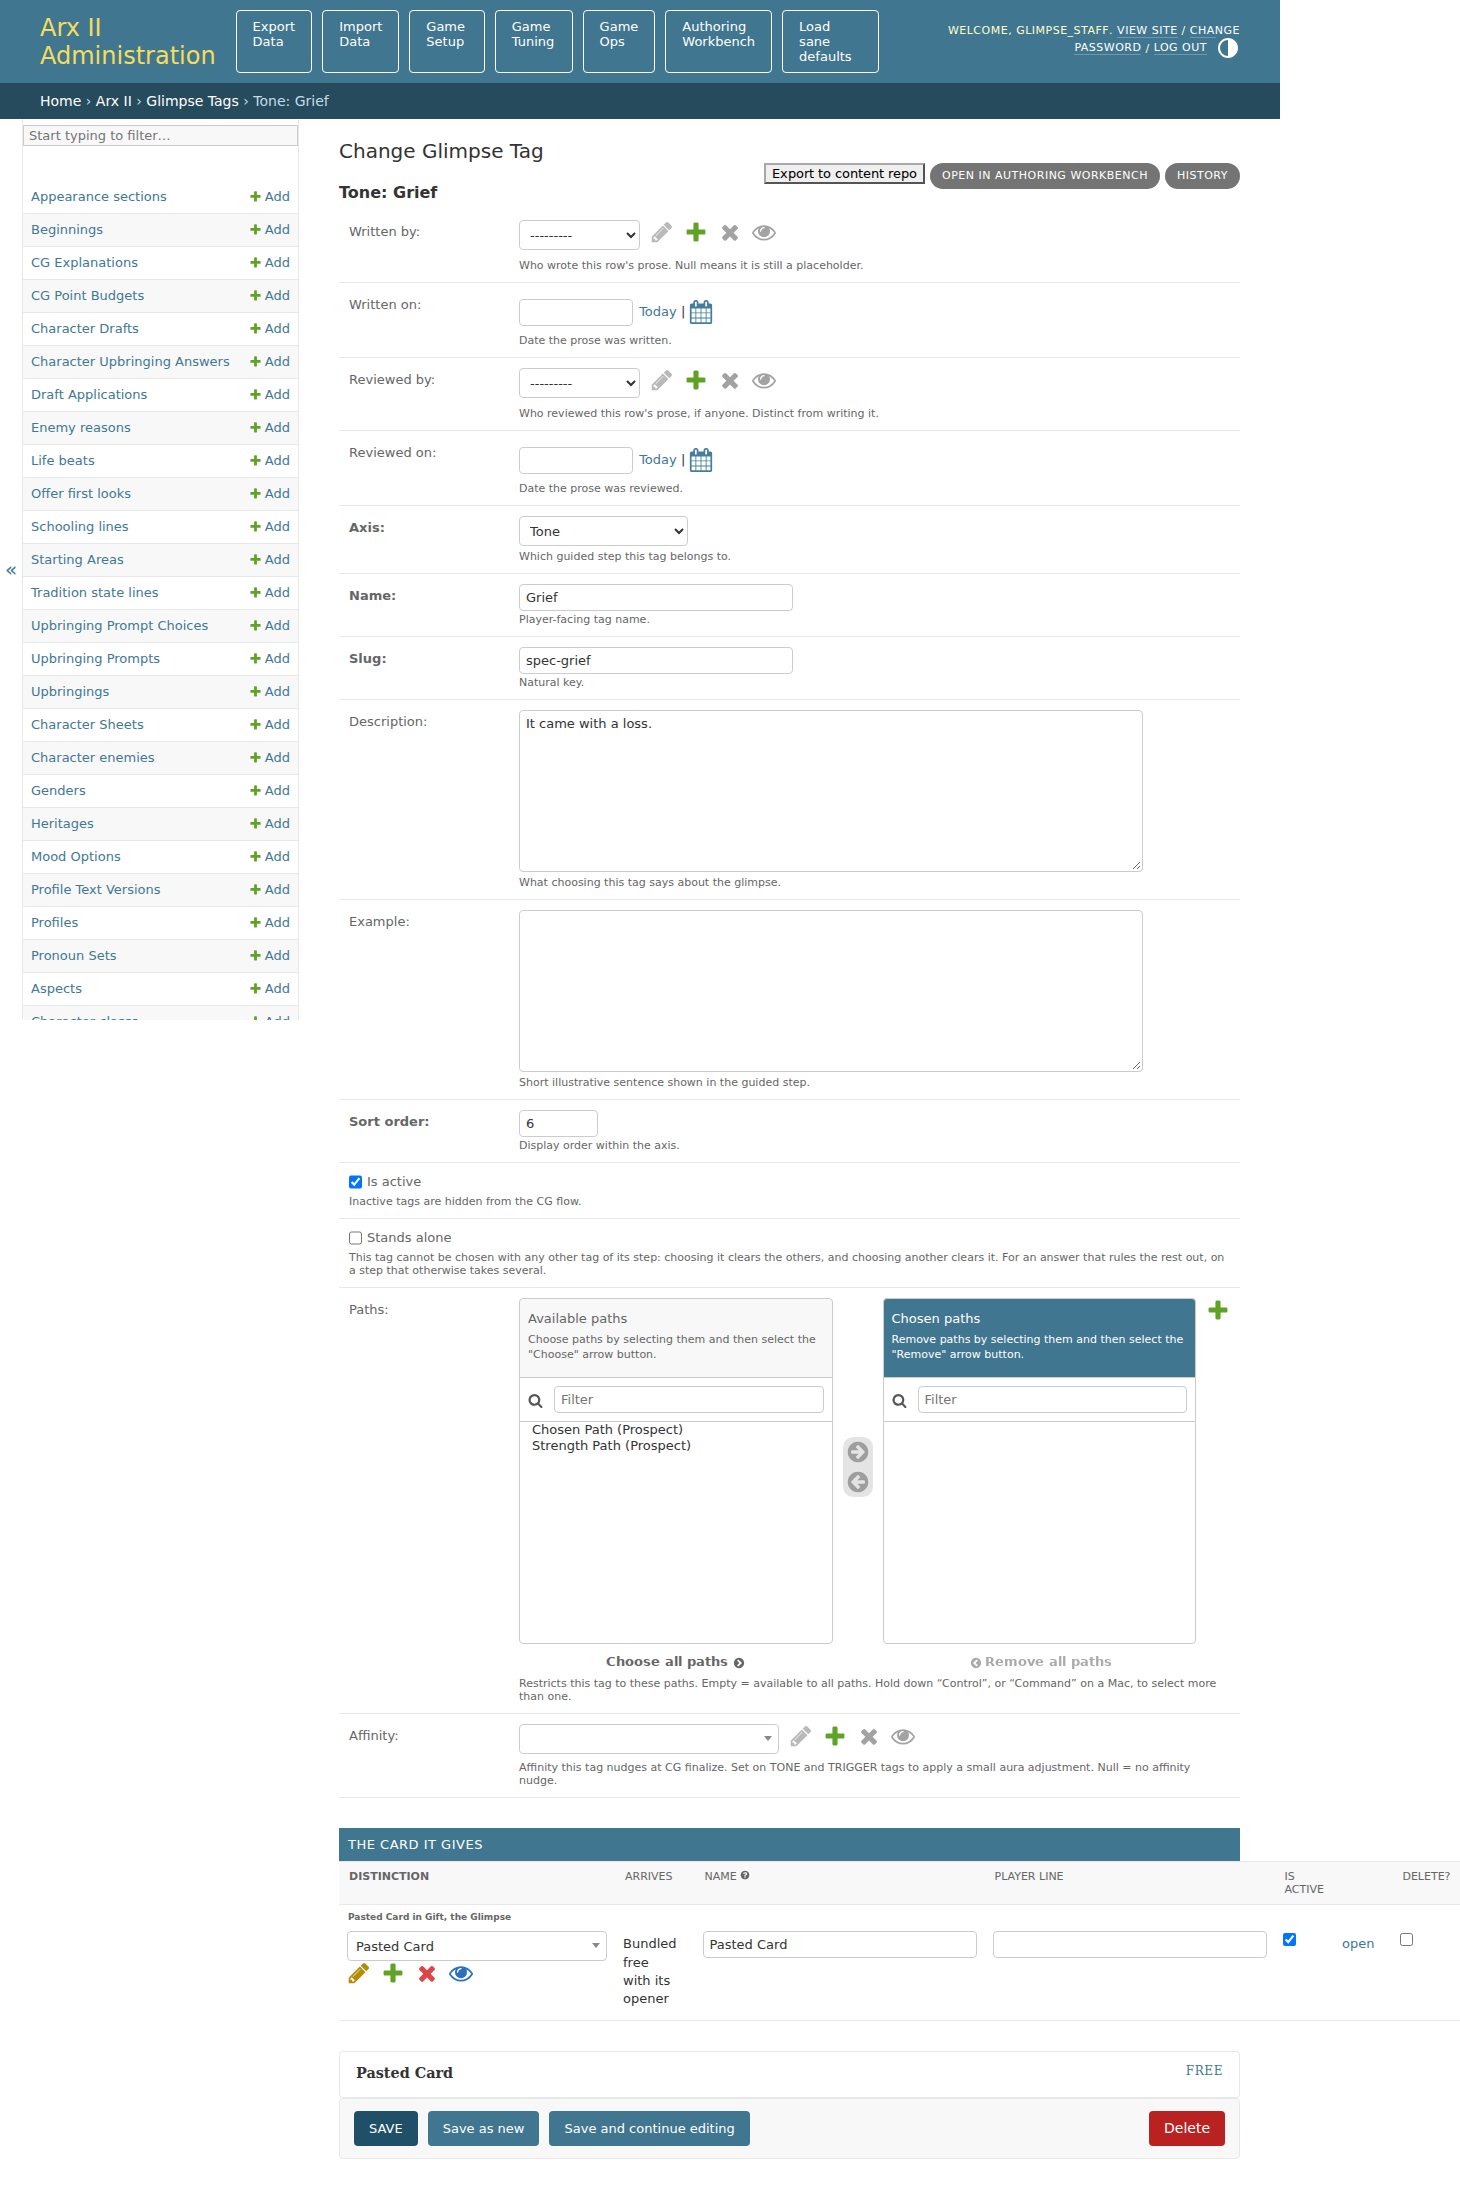 Arx II Administration
Export Data
Import Data
Game Setup
Game Tuning
Game Ops
Authoring Workbench
Load sane defaults
WELCOME, GLIMPSE_STAFF. VIEW SITE / CHANGE PASSWORD / LOG OUT
Home › Arx II › Glimpse Tags › Tone: Grief
Start typing to filter…
Appearance sections Add
Beginnings Add
CG Explanations Add
CG Point Budgets Add
Character Drafts Add
Character Upbringing Answers Add
Draft Applications Add
Enemy reasons Add
Life beats Add
Offer first looks Add
Schooling lines Add
Starting Areas Add
Tradition state lines Add
Upbringing Prompt Choices Add
Upbringing Prompts Add
Upbringings Add
Character Sheets Add
Character enemies Add
Genders Add
Heritages Add
Mood Options Add
Profile Text Versions Add
Profiles Add
Pronoun Sets Add
Aspects Add
«
Change Glimpse Tag
Export to content repo
OPEN IN AUTHORING WORKBENCH
HISTORY
Tone: Grief
Written by:
---------
Who wrote this row's prose. Null means it is still a placeholder.
Written on:
Today |
Date the prose was written.
Reviewed by:
---------
Who reviewed this row's prose, if anyone. Distinct from writing it.
Reviewed on:
Today |
Date the prose was reviewed.
Axis:
Tone
Which guided step this tag belongs to.
Name:
Grief
Player-facing tag name.
Slug:
spec-grief
Natural key.
Description:
It came with a loss.
What choosing this tag says about the glimpse.
Example:
Short illustrative sentence shown in the guided step.
Sort order:
6
Display order within the axis.
Is active
Inactive tags are hidden from the CG flow.
Stands alone
This tag cannot be chosen with any other tag of its step: choosing it clears the others, and choosing another clears it. For an answer that rules the rest out, on
a step that otherwise takes several.
Paths:
Available paths
Choose paths by selecting them and then select the
"Choose" arrow button.
Filter
Chosen Path (Prospect)
Strength Path (Prospect)
Choose all paths
Chosen paths
Remove paths by selecting them and then select the
"Remove" arrow button.
Filter
Remove all paths
Restricts this tag to these paths. Empty = available to all paths. Hold down “Control”, or “Command” on a Mac, to select more
than one.
Affinity:
Affinity this tag nudges at CG finalize. Set on TONE and TRIGGER tags to apply a small aura adjustment. Null = no affinity
nudge.
THE CARD IT GIVES
DISTINCTION ARRIVES NAME PLAYER LINE IS ACTIVE DELETE?
Pasted Card in Gift, the Glimpse
Pasted Card
Bundled
free
with its
opener
Pasted Card
open
Pasted Card
FREE
SAVE
Save as new
Save and continue editing
Delete